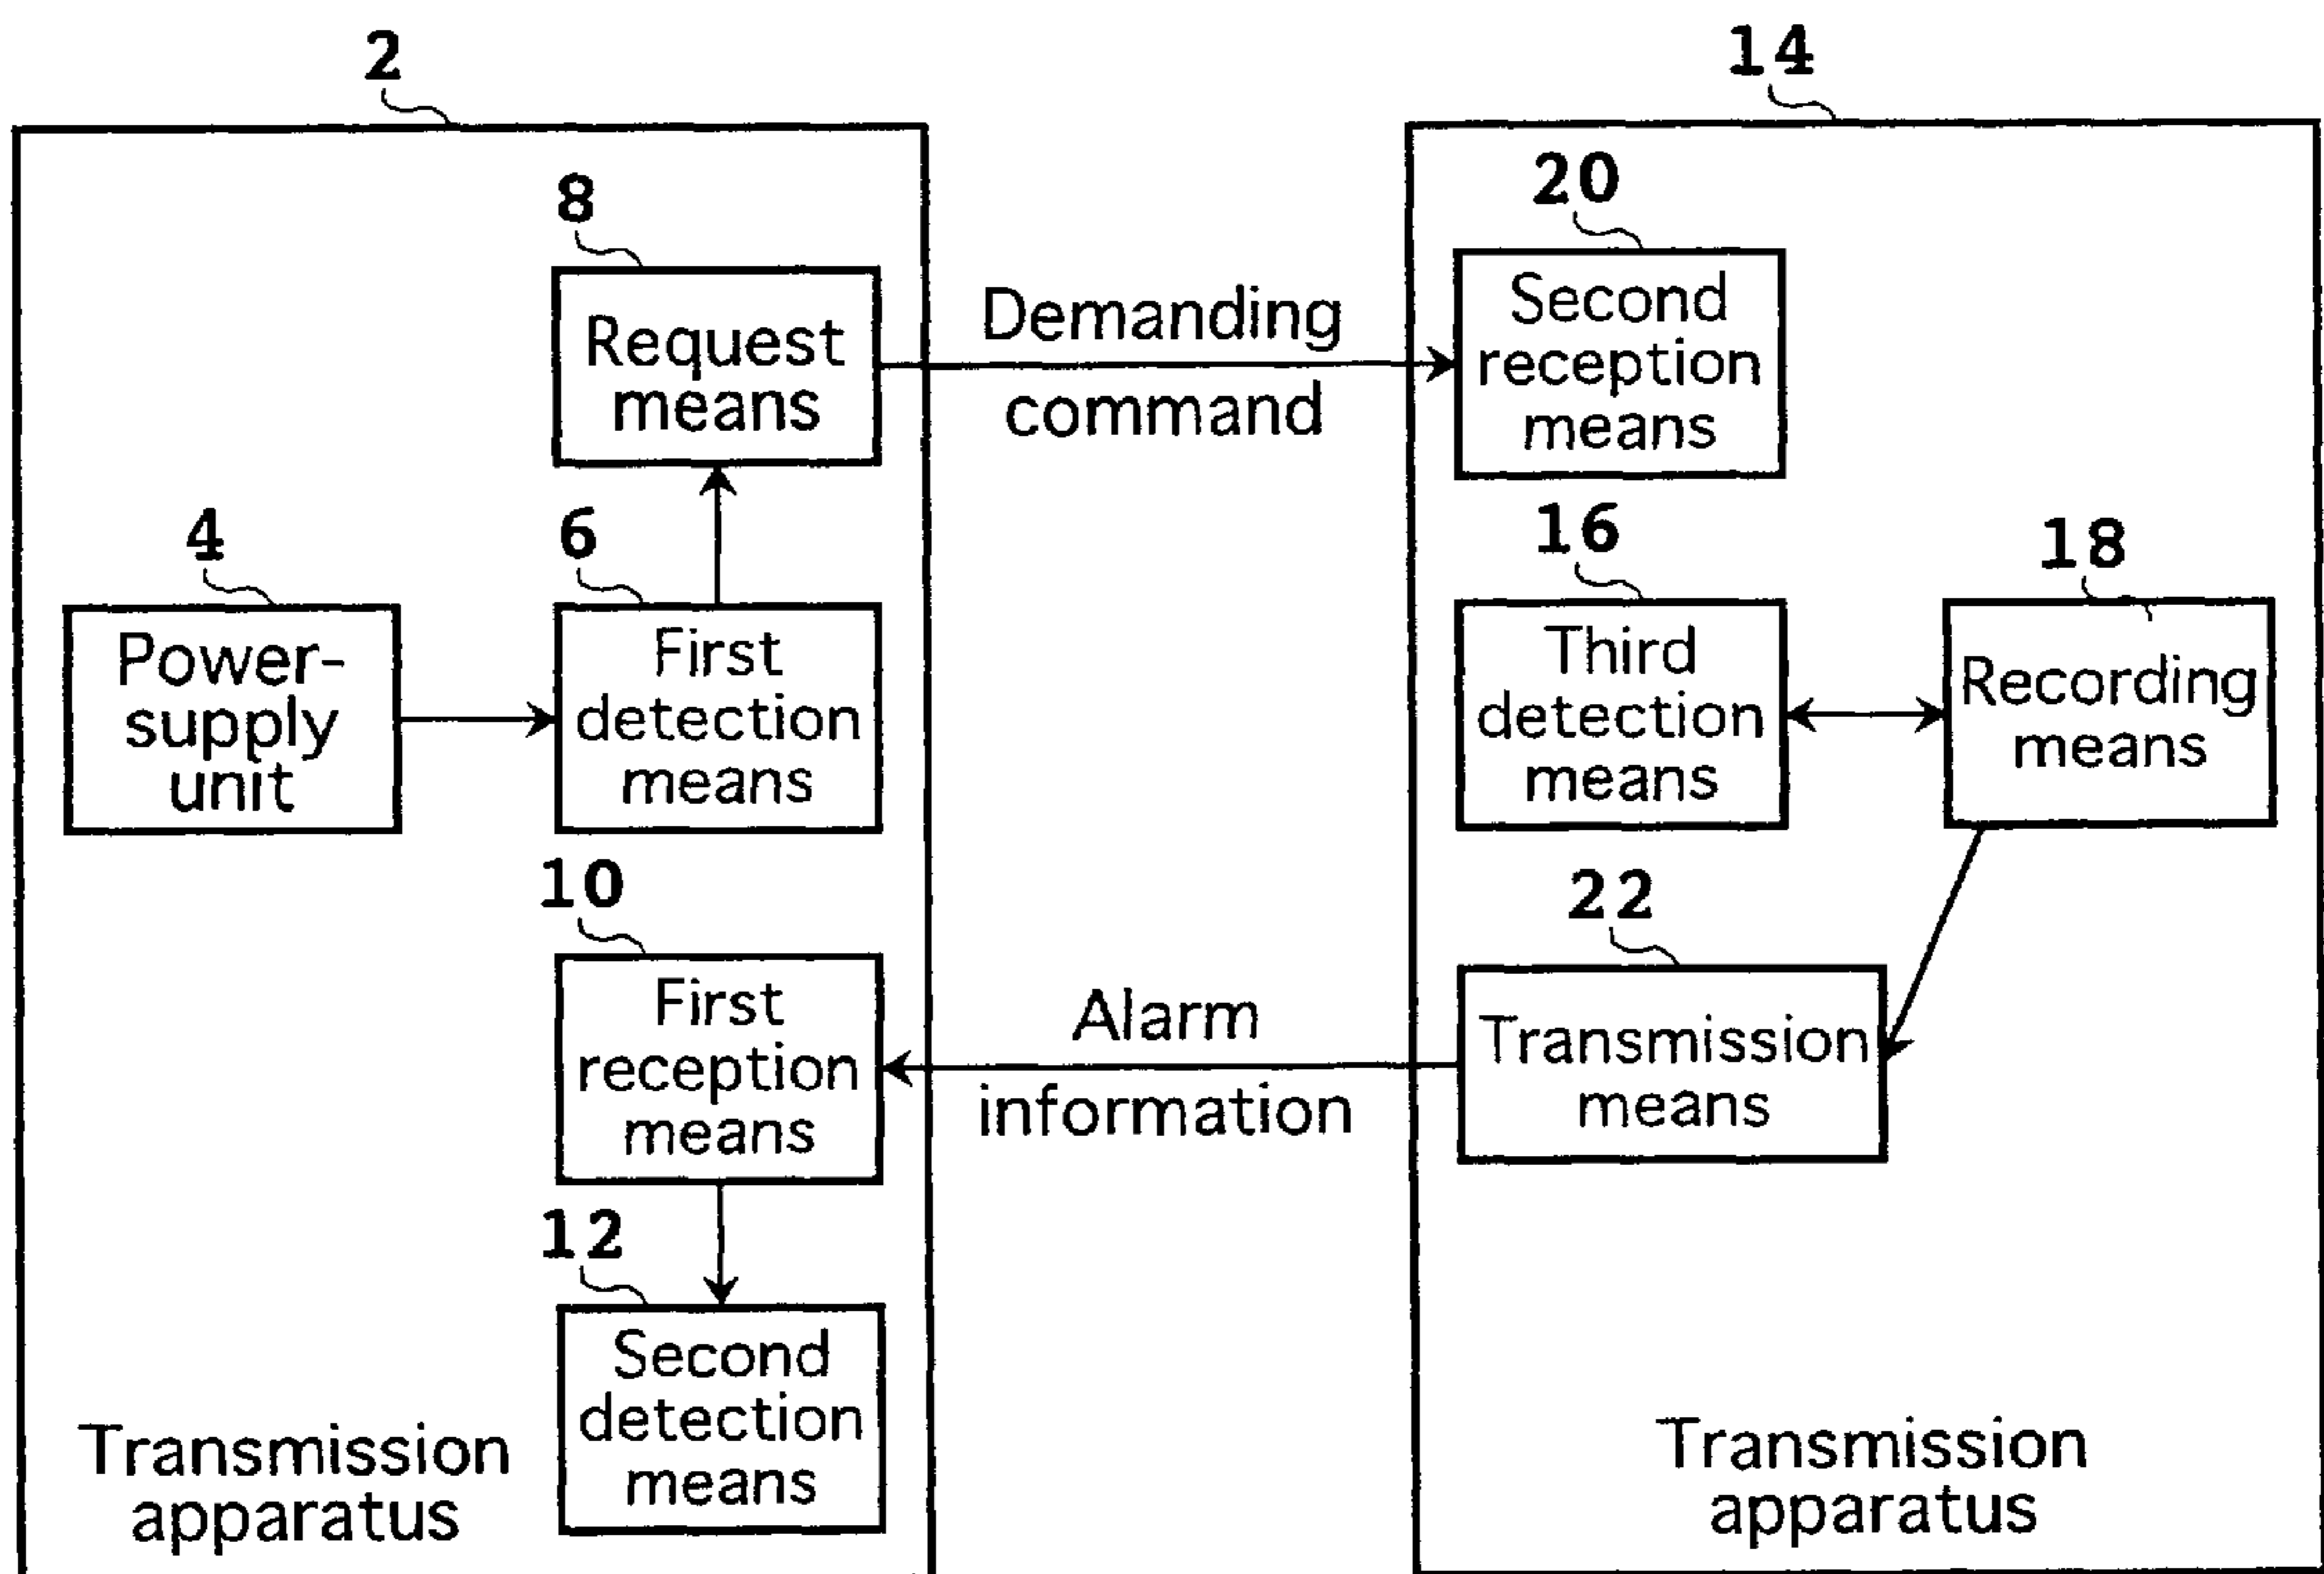 2
14
8
Request
means
Demanding
command
20
Second
reception
means
4
Power-
supply
unit
6
First
detection
means
16
Third
detection
means
18
Recording
means
10
First
reception
means
Alarm
information
22
Transmission
means
12
Second
detection
means
Transmission
apparatus
Transmission
apparatus